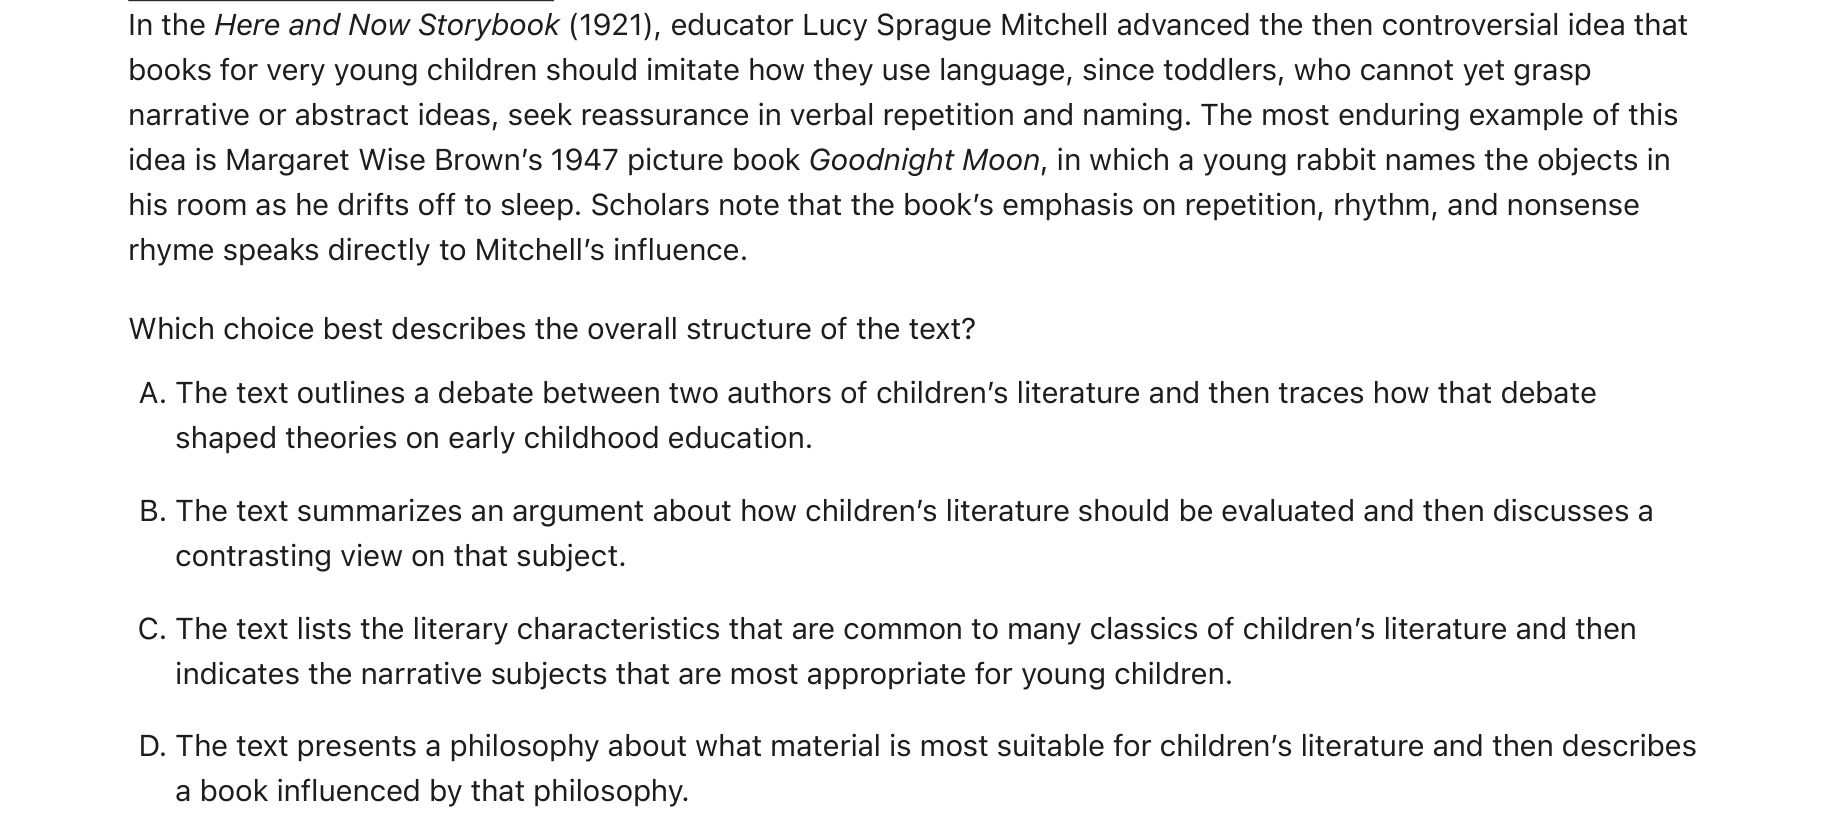 In the Here and Now Storybook (1921), educator Lucy Sprague Mitchell advanced the then controversial idea that
books for very young children should imitate how they use language, since toddlers, who cannot yet grasp
narrative or abstract ideas, seek reassurance in verbal repetition and naming. The most enduring example of this
idea is Margaret Wise Brown’s 1947 picture book Goodnight Moon, in which a young rabbit names the objects in
his room as he drifts off to sleep. Scholars note that the book’s emphasis on repetition, rhythm, and nonsense
rhyme speaks directly to Mitchell’s influence.
Which choice best describes the overall structure of the text?
A. The text outlines a debate between two authors of children’s literature and then traces how that debate
shaped theories on early childhood education.
B. The text summarizes an argument about how children’s literature should be evaluated and then discusses a
contrasting view on that subject.
C. The text lists the literary characteristics that are common to many classics of children’s literature and then
indicates the narrative subjects that are most appropriate for young children.
D. The text presents a philosophy about what material is most suitable for children’s literature and then describes
a book influenced by that philosophy.